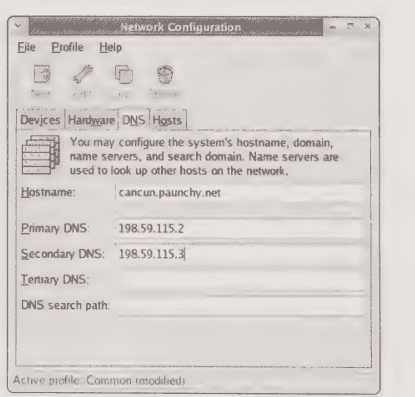 Network Configuration
File Profile Help
Devices Hardware DNS Hosts
You may configure the system's hostname, domain,
name servers, and search domain. Name servers are
used to look up other hosts on the network.
Hostname: cancun.paunchy.net
Primary DNS: 198.59.115.2
Secondary DNS: 198.59.115.3
Tertiary DNS:
DNS search path:
Active profile: Common (modified)